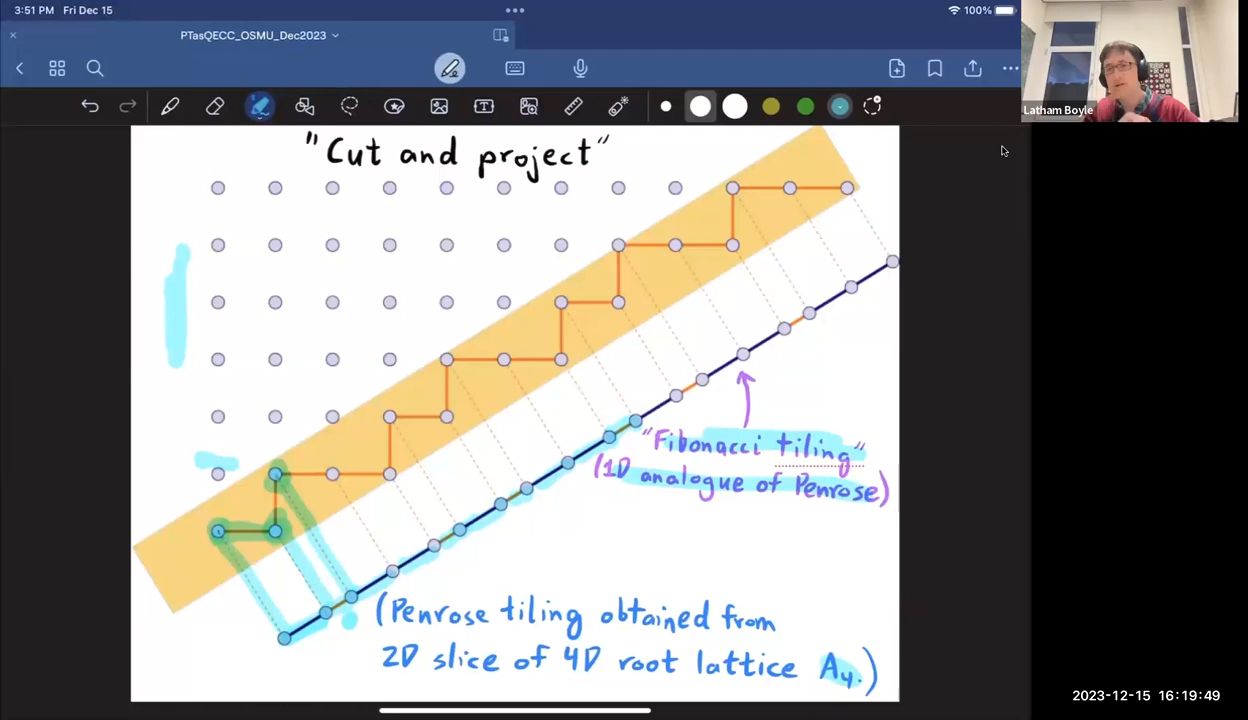 3:51 PM Fri Dec 15
100%
PTasQECC_OSMU_Dec2023
Latham Boyle
"Cut and project"
"Fibonacci tiling"
(1D analogue of Penrose)
(Penrose tiling obtained from
2D slice of 4D root lattice A4.)
2023-12-15 16:19:49